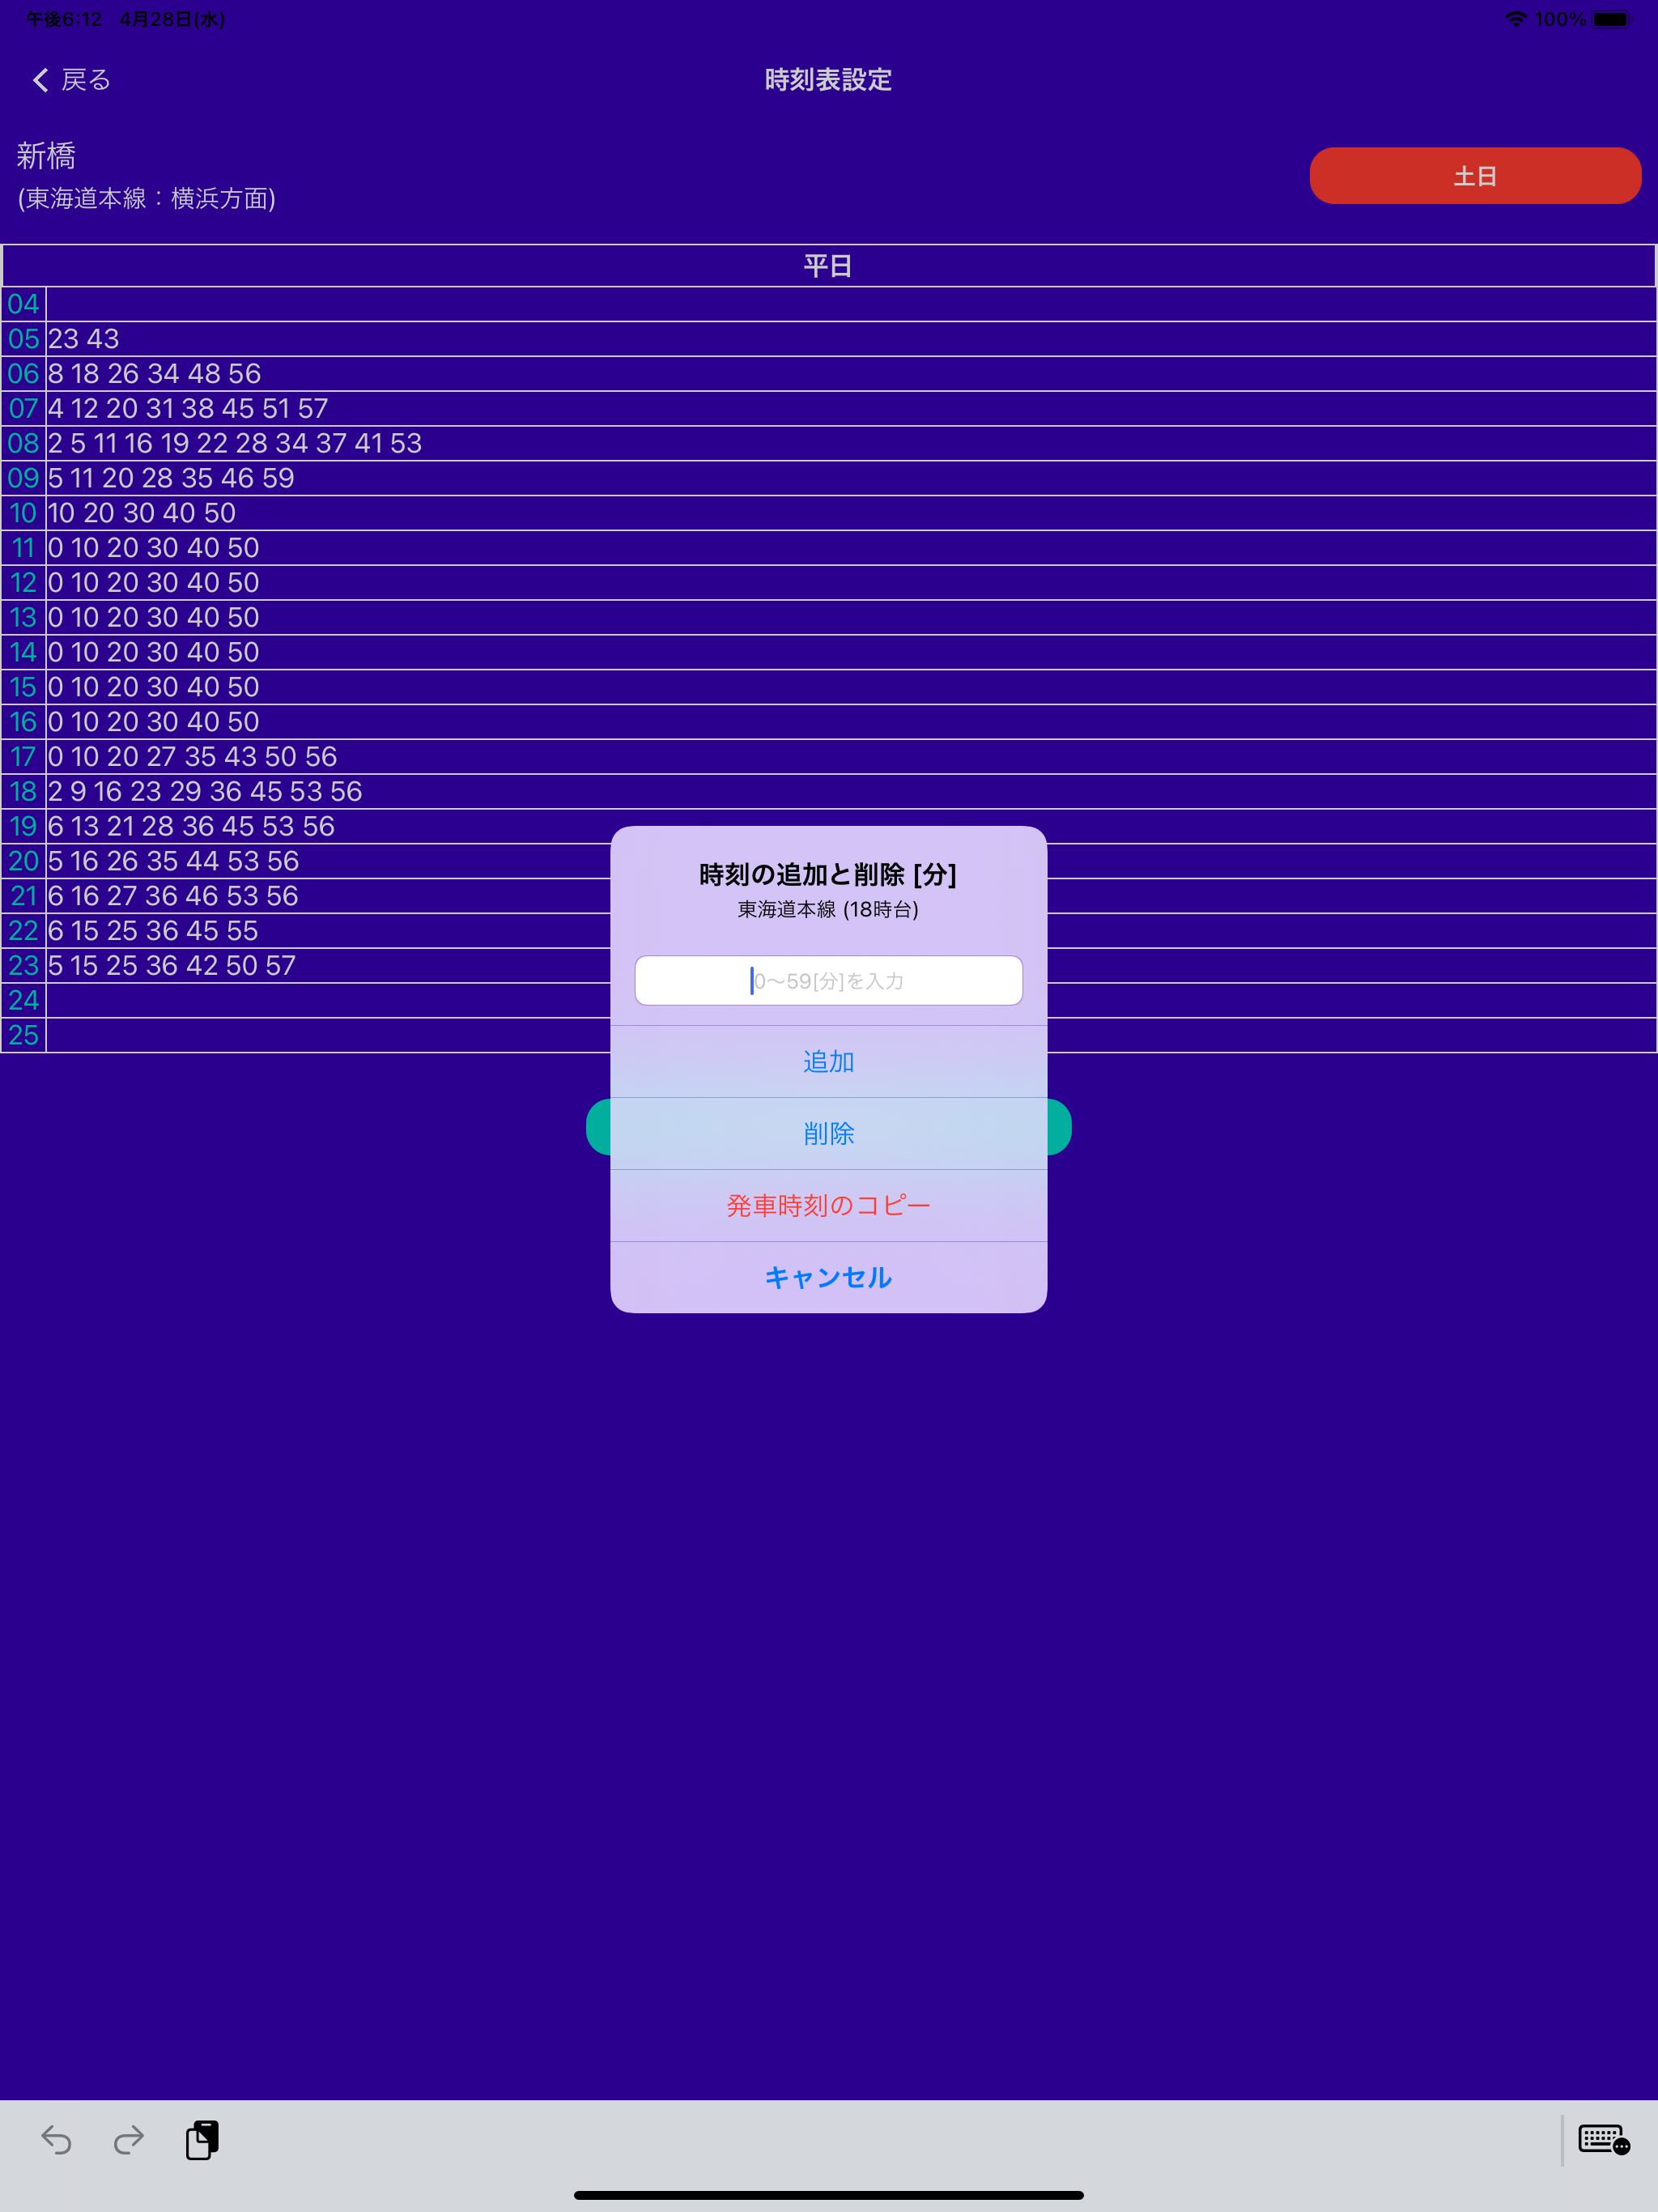 午後6:12 4月28日(水) 100%
戻る 時刻表設定
新橋
(東海道本線：横浜方面)
土日
平日
04
05 23 43
06 8 18 26 34 48 56
07 4 12 20 31 38 45 51 57
08 2 5 11 16 19 22 28 34 37 41 53
09 5 11 20 28 35 46 59
10 10 20 30 40 50
11 0 10 20 30 40 50
12 0 10 20 30 40 50
13 0 10 20 30 40 50
14 0 10 20 30 40 50
15 0 10 20 30 40 50
16 0 10 20 30 40 50
17 0 10 20 27 35 43 50 56
18 2 9 16 23 29 36 45 53 56
19 6 13 21 28 36 45 53 56
20 5 16 26 35 44 53 56
21 6 16 27 36 46 53 56
22 6 15 25 36 45 55
23 5 15 25 36 42 50 57
24
25
時刻の追加と削除 [分]
東海道本線 (18時台)
0〜59[分]を入力
追加
削除
発車時刻のコピー
キャンセル